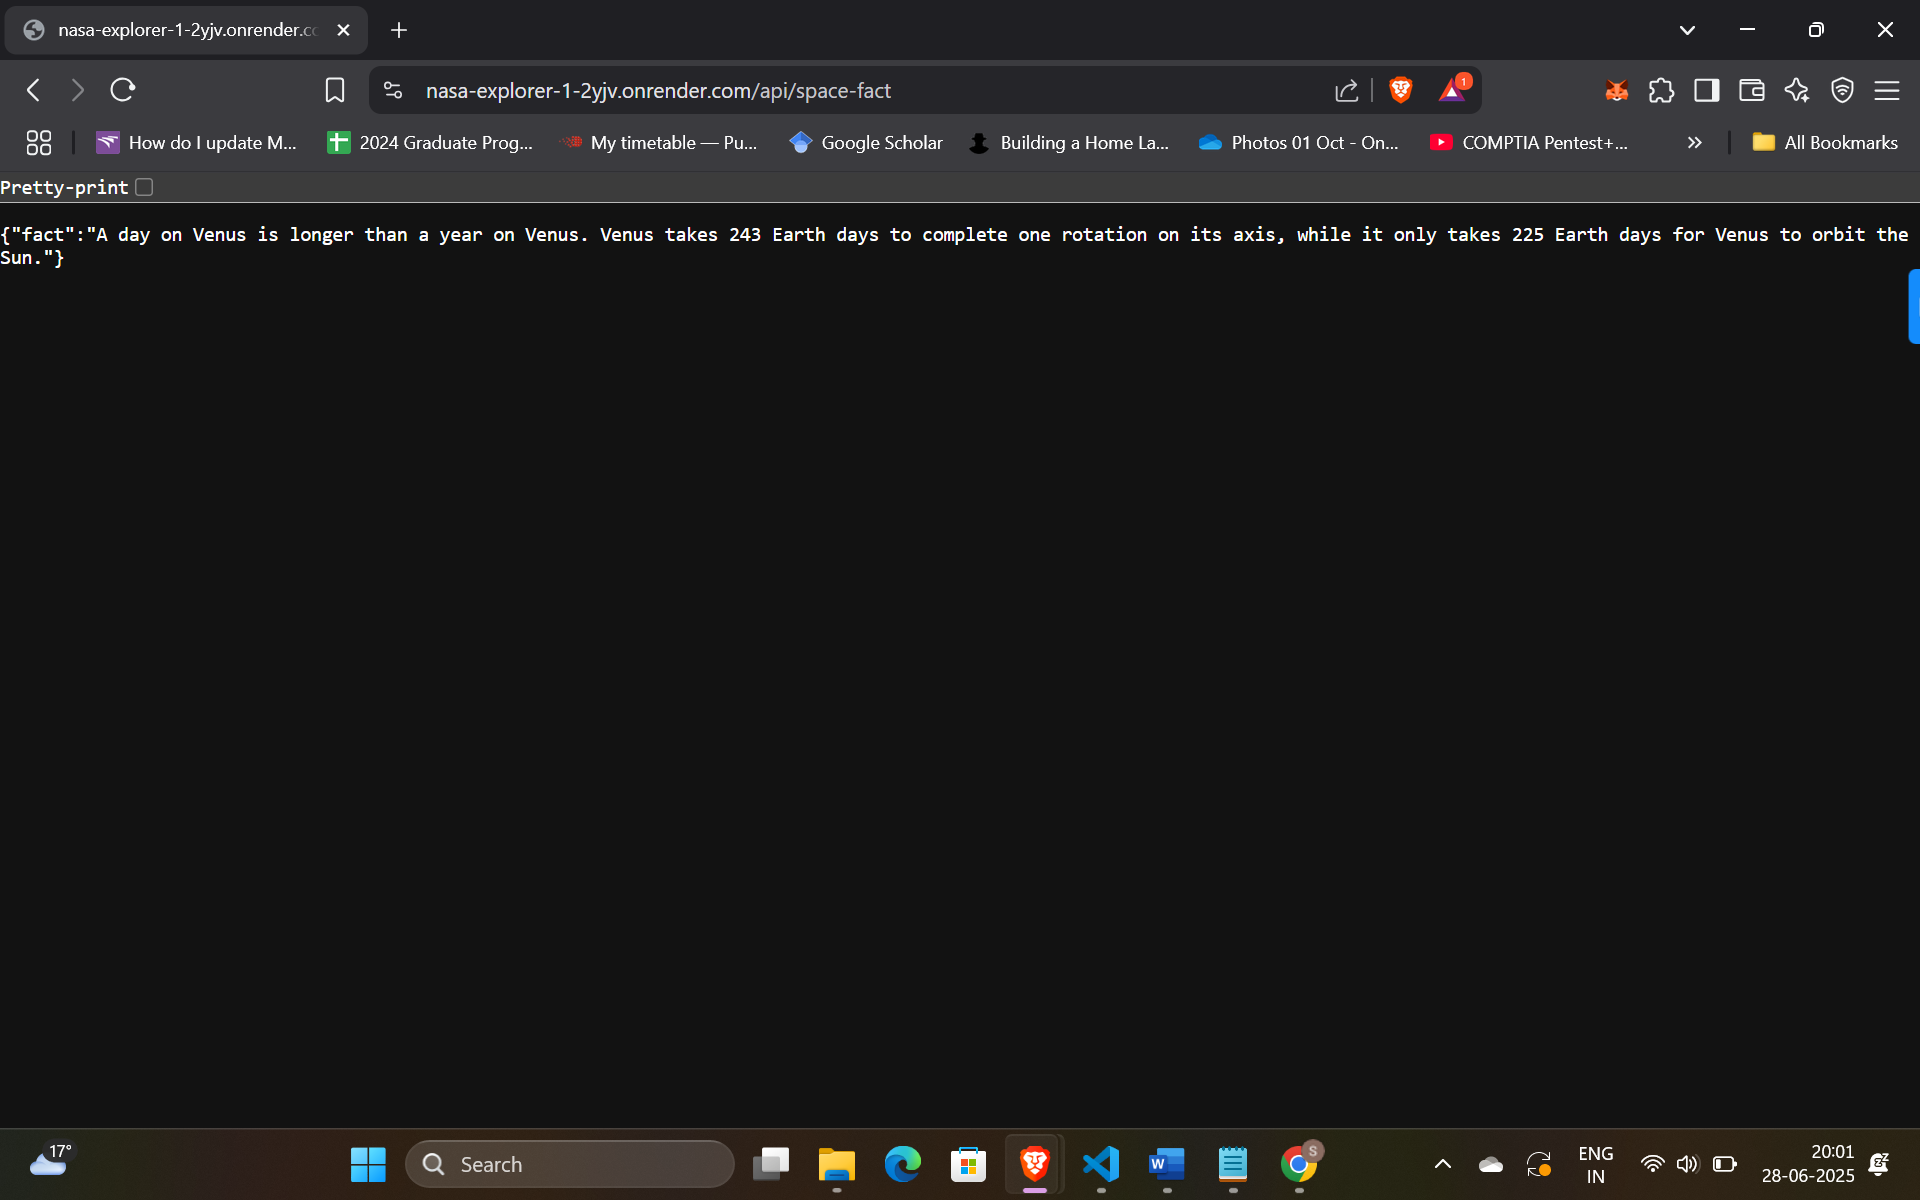 nasa-explorer-1-2yjv.onrender.co
nasa-explorer-1-2yjv.onrender.com/api/space-fact
1
How do I update M...
2024 Graduate Prog...
My timetable — Pu...
Google Scholar
Building a Home La...
Photos 01 Oct - On...
COMPTIA Pentest+...
All Bookmarks
Pretty-print
{"fact":"A day on Venus is longer than a year on Venus. Venus takes 243 Earth days to complete one rotation on its axis, while it only takes 225 Earth days for Venus to orbit the
Sun."}
17°
Search
W
S
ENG
IN
20:01
28-06-2025